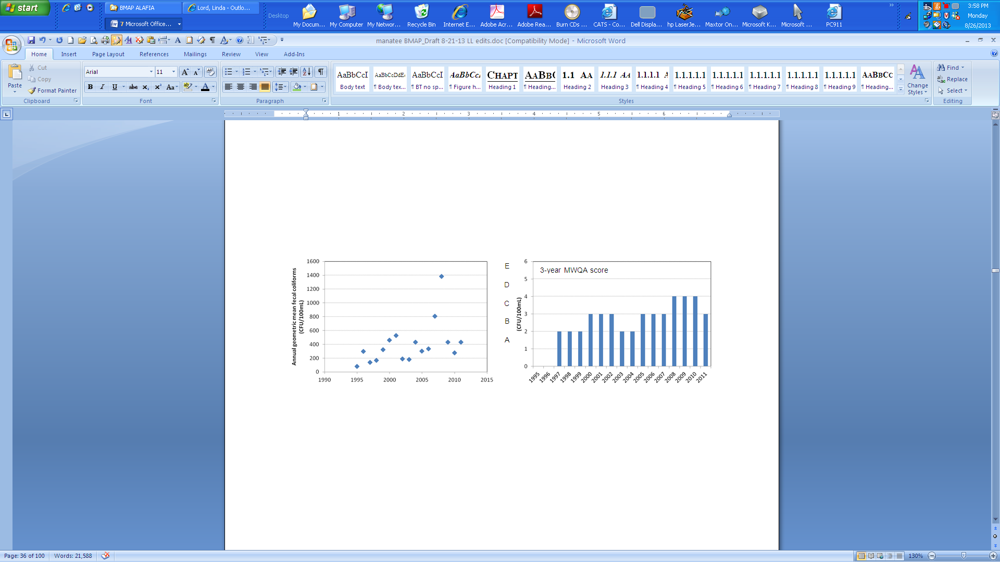 start
BMAP ALAFIA
Lord, Linda - Outlo...
7 Microsoft Office...
Desktop
My Docum...
My Computer
My Networ...
Recycle Bin
Internet E...
Adobe Acr...
Adobe Rea...
Burn CDs ...
CATS - Co...
Dell Displa...
hp LaserJe...
Maxtor On...
Microsoft K...
Microsoft ...
PC911
3:58 PM
Monday
8/26/2013
manatee BMAP_Draft 8-21-13 LL edits.doc [Compatibility Mode] - Microsoft Word
Home
Insert
Page Layout
References
Mailings
Review
View
Add-Ins
Paste
Cut
Copy
Format Painter
Clipboard
Arial
11
Font
Paragraph
AaBbCcI
Body text
AaBbCcDdE
¶ Body tex...
AaBbCcI
¶ BT no sp...
AaBbCc
¶ Figure h...
CHAPT
Heading 1
AABB
¶ Heading...
1.1 AA
Heading 2
1.1.1 AA
Heading 3
1.1.1.1 A
¶ Heading 4
1.1.1.1.1
¶ Heading 5
1.1.1.1.1
¶ Heading 6
1.1.1.1.1
¶ Heading 7
1.1.1.1.1
¶ Heading 8
1.1.1.1.1
¶ Heading 9
AABBCC
¶ Heading...
Styles
Change
Styles
Find
Replace
Select
Editing
1 2 3 4 5 6
Annual geometric mean fecal coliforms
(CFU/100mL)
1600
1400
1200
1000
800
600
400
200
0
1990 1995 2000 2005 2010 2015
E
D
C
B
A
(CFU/100mL)
3-year MWQA score
6
5
4
3
2
1
0
1995 1996 1997 1998 1999 2000 2001 2002 2003 2004 2005 2006 2007 2008 2009 2010 2011
Page: 36 of 100
Words: 21,588
130%